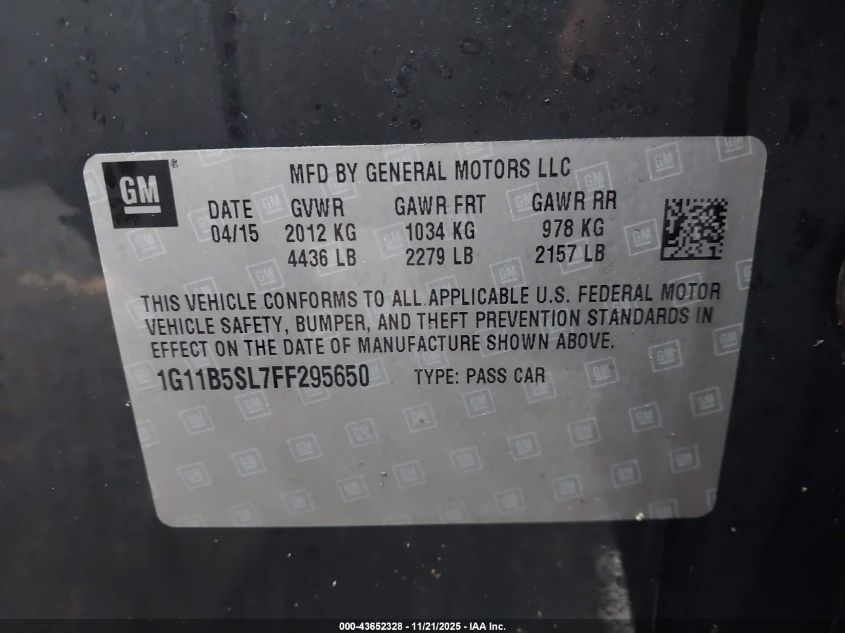 GM®
MFD BY GENERAL MOTORS LLC
DATE GVWR GAWR FRT GAWR RR
04/15 2012 KG 1034 KG 978 KG
4436 LB 2279 LB 2157 LB
THIS VEHICLE CONFORMS TO ALL APPLICABLE U.S. FEDERAL MOTOR
VEHICLE SAFETY, BUMPER, AND THEFT PREVENTION STANDARDS IN
EFFECT ON THE DATE OF MANUFACTURE SHOWN ABOVE.
1G11B5SL7FF295650 TYPE: PASS CAR
000-43652328 - 11/21/2025 - IAA Inc.